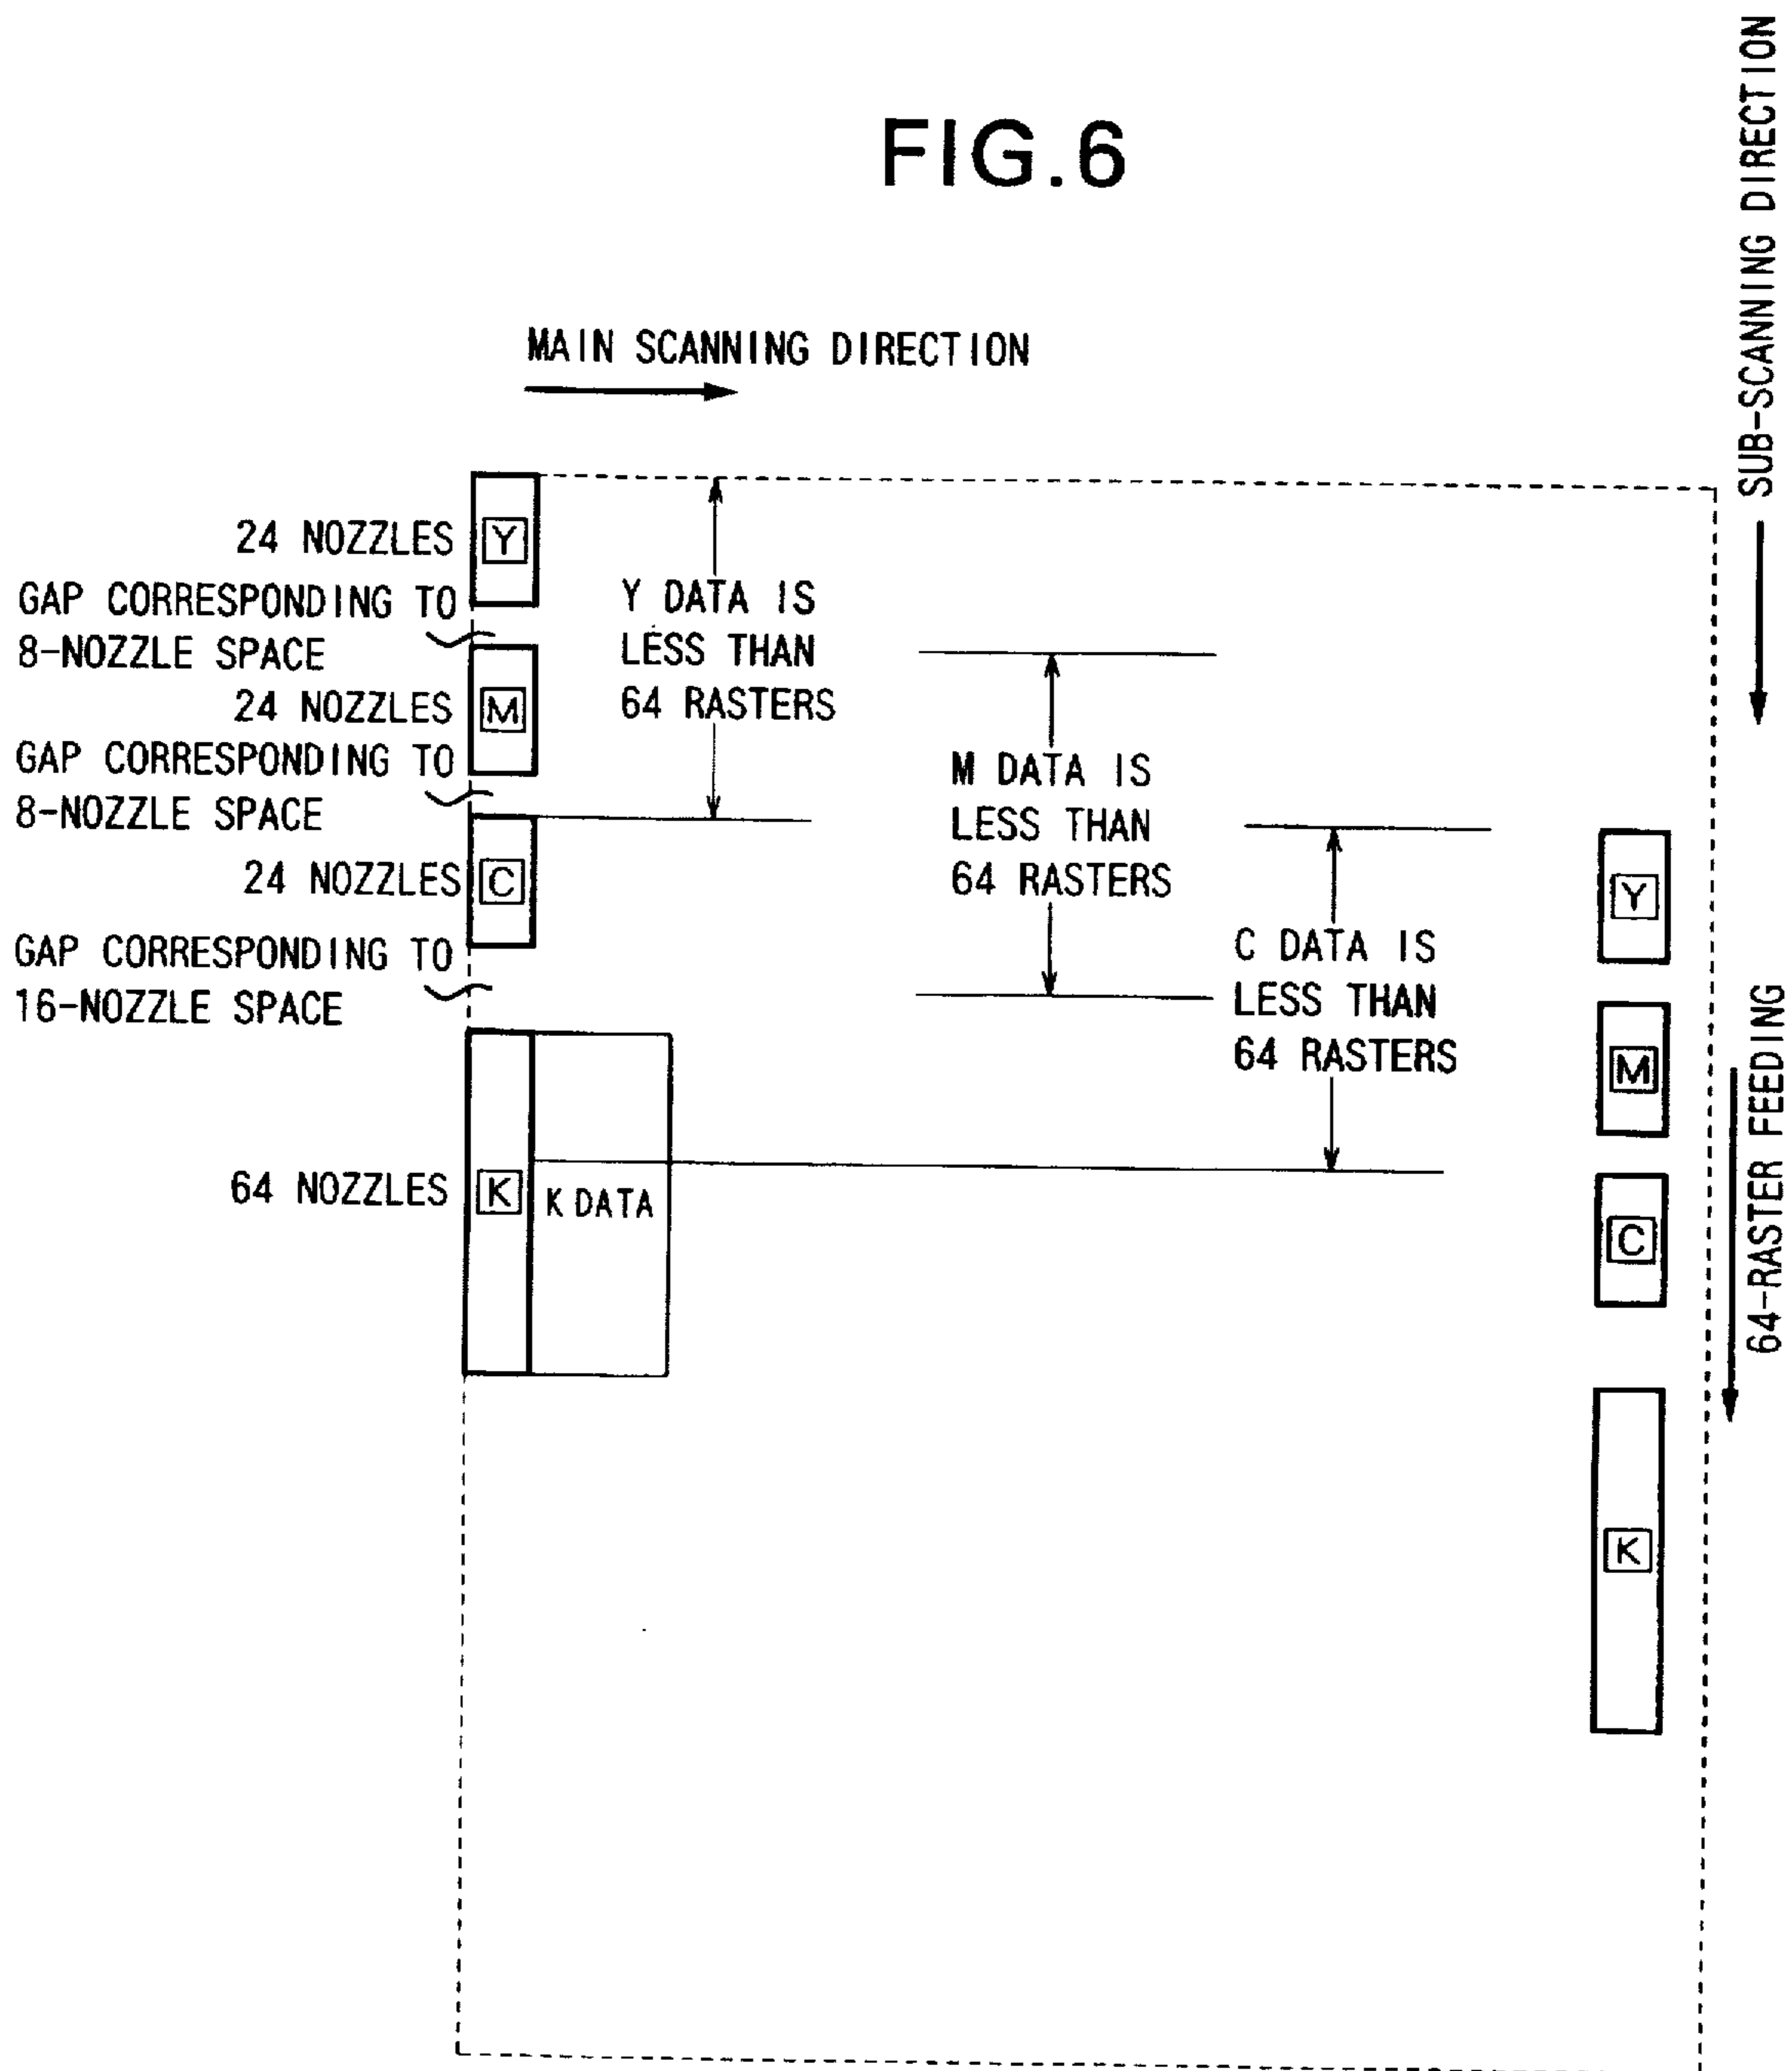 FIG.6
SUB-SCANNING DIRECTION
MAIN SCANNING DIRECTION
24 NOZZLES
Y
GAP CORRESPONDING TO
8-NOZZLE SPACE
24 NOZZLES
M
GAP CORRESPONDING TO
8-NOZZLE SPACE
24 NOZZLES
C
GAP CORRESPONDING TO
16-NOZZLE SPACE
64 NOZZLES
K
K DATA
Y DATA IS
LESS THAN
64 RASTERS
M DATA IS
LESS THAN
64 RASTERS
C DATA IS
LESS THAN
64 RASTERS
Y
M
C
K
64-RASTER FEEDING